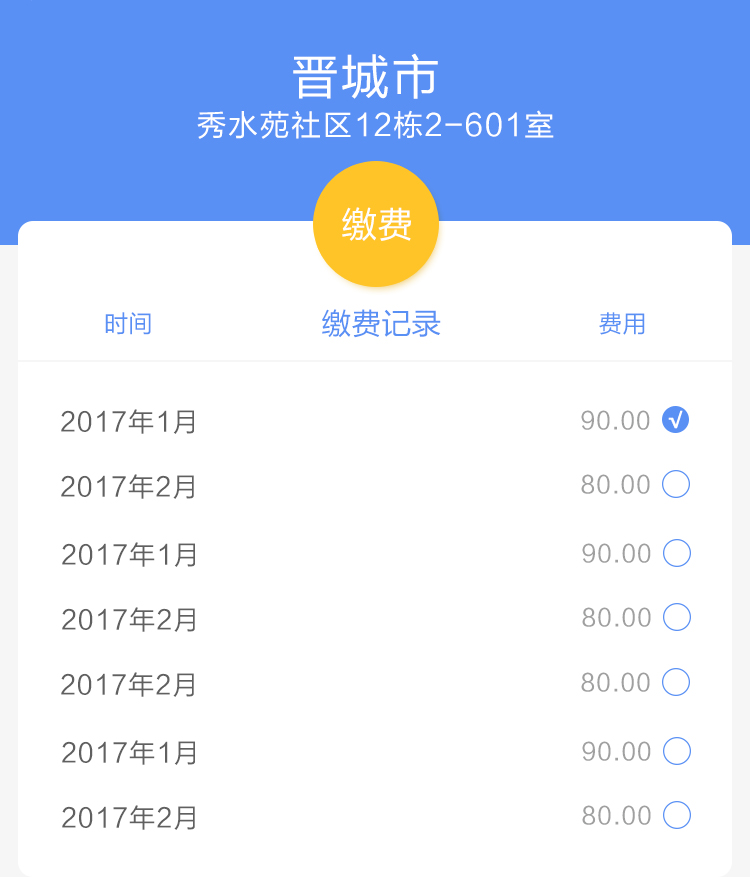 晋城市
秀水苑社区12栋2-601室
缴费
时间 缴费记录 费用
2017年1月 90.00 √
2017年2月 80.00
2017年1月 90.00
2017年2月 80.00
2017年2月 80.00
2017年1月 90.00
2017年2月 80.00